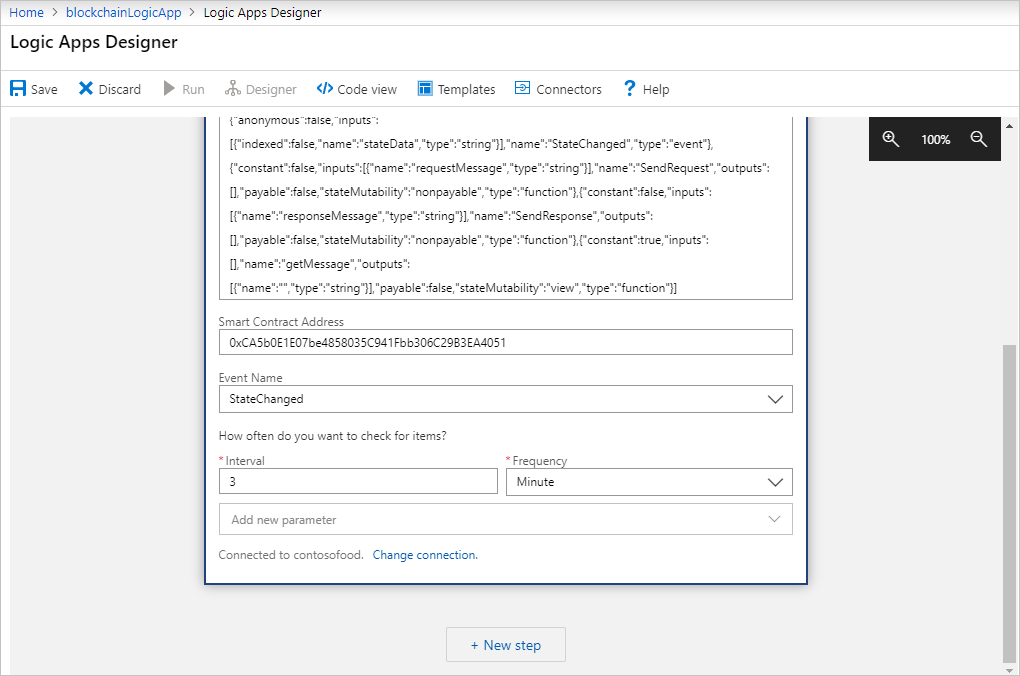 Home > blockchainLogicApp > Logic Apps Designer
Logic Apps Designer
Save Discard Run Designer Code view Templates Connectors ? Help
{"anonymous":false,"inputs":
[{"indexed":false,"name":"stateData","type":"string"}],"name":"StateChanged","type":"event"},
{"constant":false,"inputs":[{"name":"requestMessage","type":"string"}],"name":"SendRequest","outputs":
[],"payable":false,"stateMutability":"nonpayable","type":"function"},{"constant":false,"inputs":
[{"name":"responseMessage","type":"string"}],"name":"SendResponse","outputs":
[],"payable":false,"stateMutability":"nonpayable","type":"function"},{"constant":true,"inputs":
[],"name":"getMessage","outputs":
[{"name":"","type":"string"}],"payable":false,"stateMutability":"view","type":"function"}]
100%
Smart Contract Address
0xCA5b0E1E07be4858035C941Fbb306C29B3EA4051
Event Name
StateChanged
How often do you want to check for items?
* Interval * Frequency
3 Minute
Add new parameter
Connected to contosofood. Change connection.
+ New step